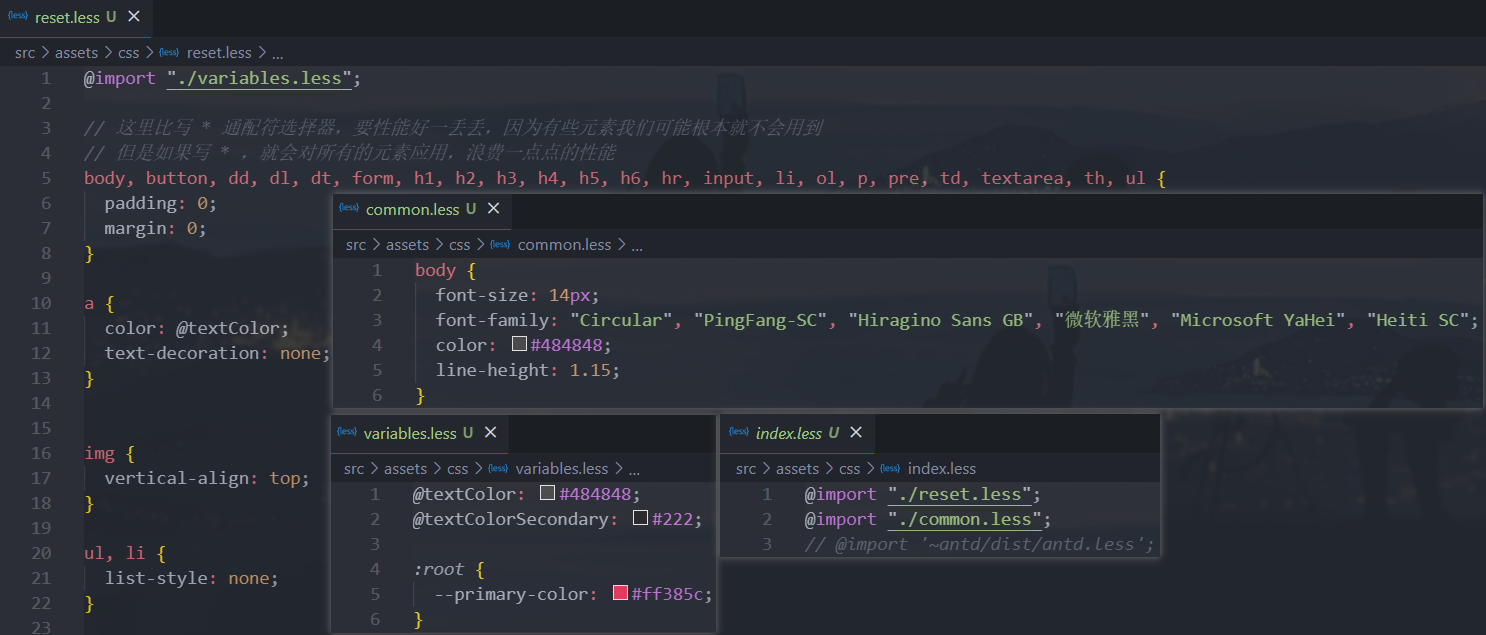 {less} reset.less U ×
src > assets > css > {less} reset.less > ...
1 @import "./variables.less";
2
3 // 这里比写 * 通配符选择器，要性能好一丢丢，因为有些元素我们可能根本就不会用到
4 // 但是如果写 * ，就会对所有的元素应用，浪费一点点的性能
5 body, button, dd, dl, dt, form, h1, h2, h3, h4, h5, h6, hr, input, li, ol, p, pre, td, textarea, th, ul {
6 padding: 0;
7 margin: 0;
8 }
9
10 a {
11 color: @textColor;
12 text-decoration: none;
13 }
14
15
16 img {
17 vertical-align: top;
18 }
19
20 ul, li {
21 list-style: none;
22 }
23
{less} common.less U ×
src > assets > css > {less} common.less > ...
1 body {
2 font-size: 14px;
3 font-family: "Circular", "PingFang-SC", "Hiragino Sans GB", "微软雅黑", "Microsoft YaHei", "Heiti SC";
4 color: #484848;
5 line-height: 1.15;
6 }
{less} variables.less U ×
src > assets > css > {less} variables.less > ...
1 @textColor: #484848;
2 @textColorSecondary: #222;
3
4 :root {
5 --primary-color: #ff385c;
6 }
{less} index.less U ×
src > assets > css > {less} index.less
1 @import "./reset.less";
2 @import "./common.less";
3 // @import '~antd/dist/antd.less';